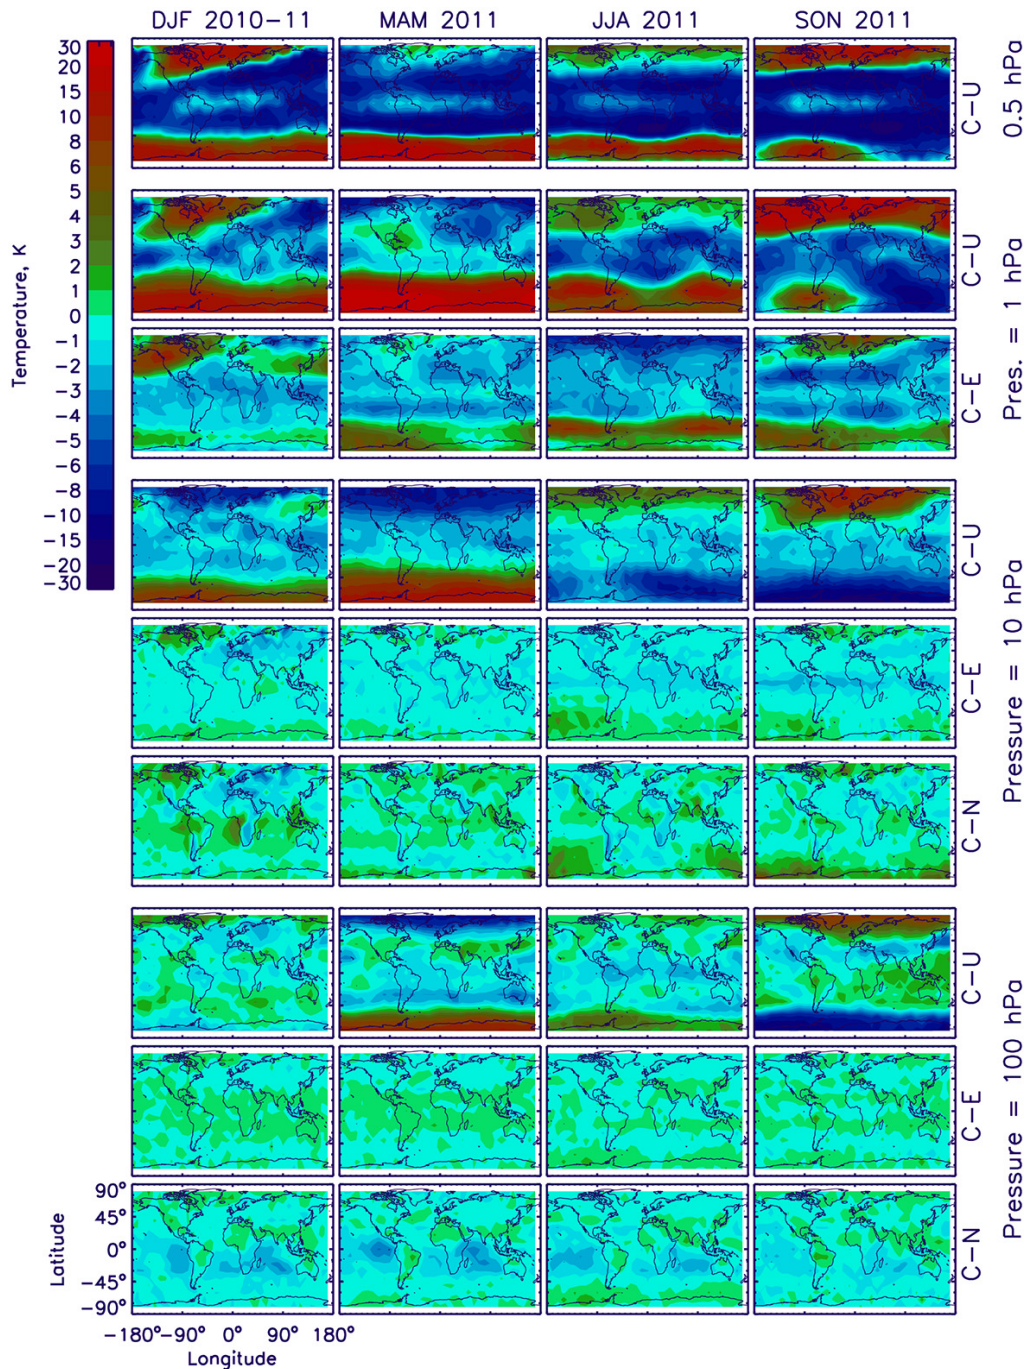 DJF 2010-11 MAM 2011 JJA 2011 SON 2011
30
20
15
10
8
6
5
4
3
2
1
0
-1
-2
-3
-4
-5
-6
-8
-10
-15
-20
-30
Temperature, K
C-U
0.5 hPa
C-U
C-E
Pres. = 1 hPa
C-U
C-E
C-N
Pressure = 10 hPa
C-U
C-E
C-N
Pressure = 100 hPa
90°
45°
0°
-45°
-90°
Latitude
-180° -90° 0° 90° 180°
Longitude